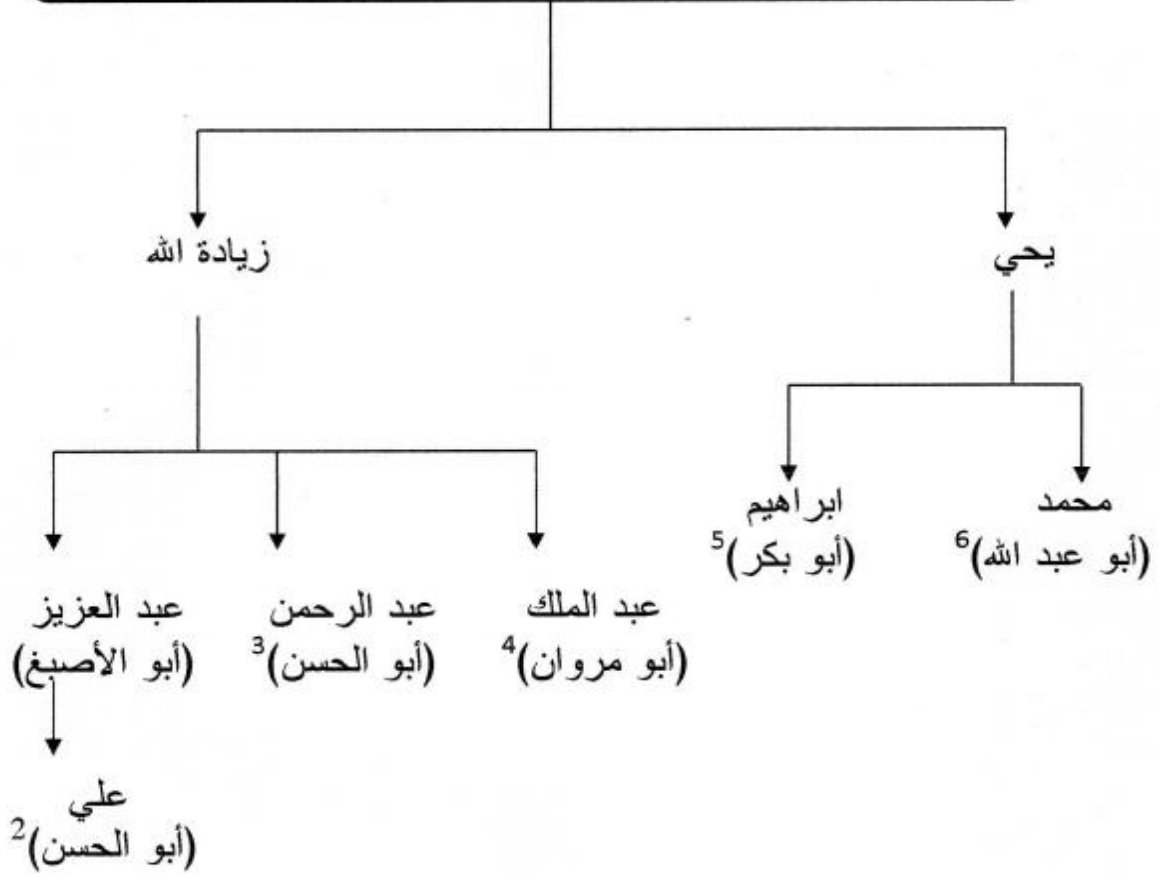 يحي
زيادة الله
محمد
(أبو عبد الله)6
ابراهيم
(أبو بكر)5
عبد الملك
(أبو مروان)4
عبد الرحمن
(أبو الحسن)3
عبد العزيز
(أبو الأصبغ)
علي
(أبو الحسن)2